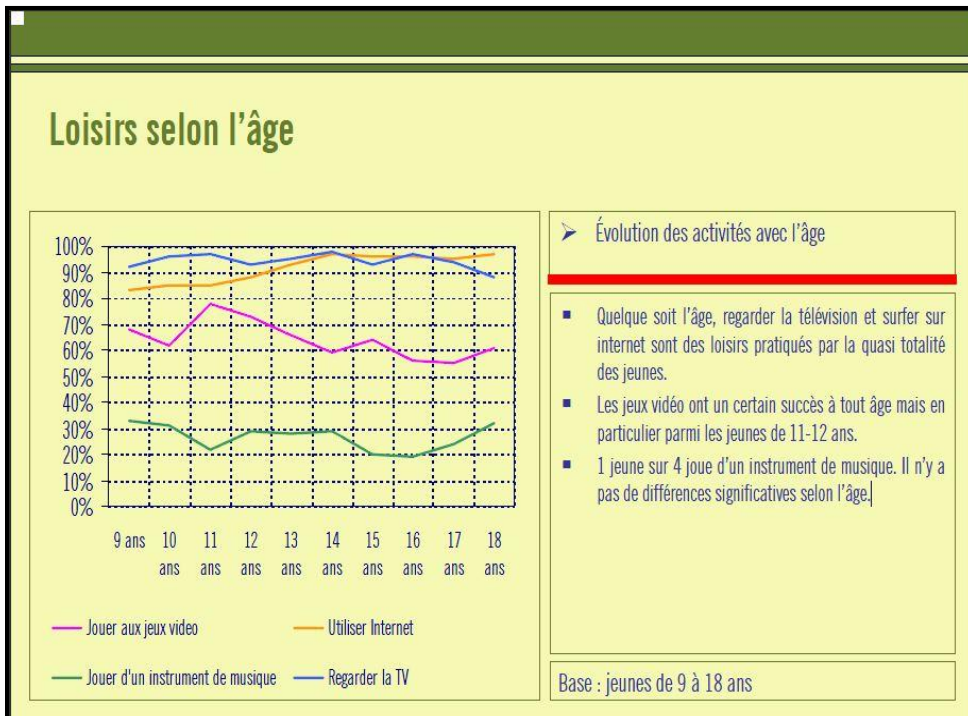 Loisirs selon l'âge
100%
90%
80%
70%
60%
50%
40%
30%
20%
10%
0%
9 ans 10 ans 11 ans 12 ans 13 ans 14 ans 15 ans 16 ans 17 ans 18 ans
Jouer aux jeux video
Utiliser Internet
Jouer d'un instrument de musique
Regarder la TV
Évolution des activités avec l'âge
Quelque soit l'âge, regarder la télévision et surfer sur
internet sont des loisirs pratiqués par la quasi totalité
des jeunes.
Les jeux vidéo ont un certain succès à tout âge mais en
particulier parmi les jeunes de 11-12 ans.
1 jeune sur 4 joue d'un instrument de musique. Il n'y a
pas de différences significatives selon l'âge.
Base : jeunes de 9 à 18 ans